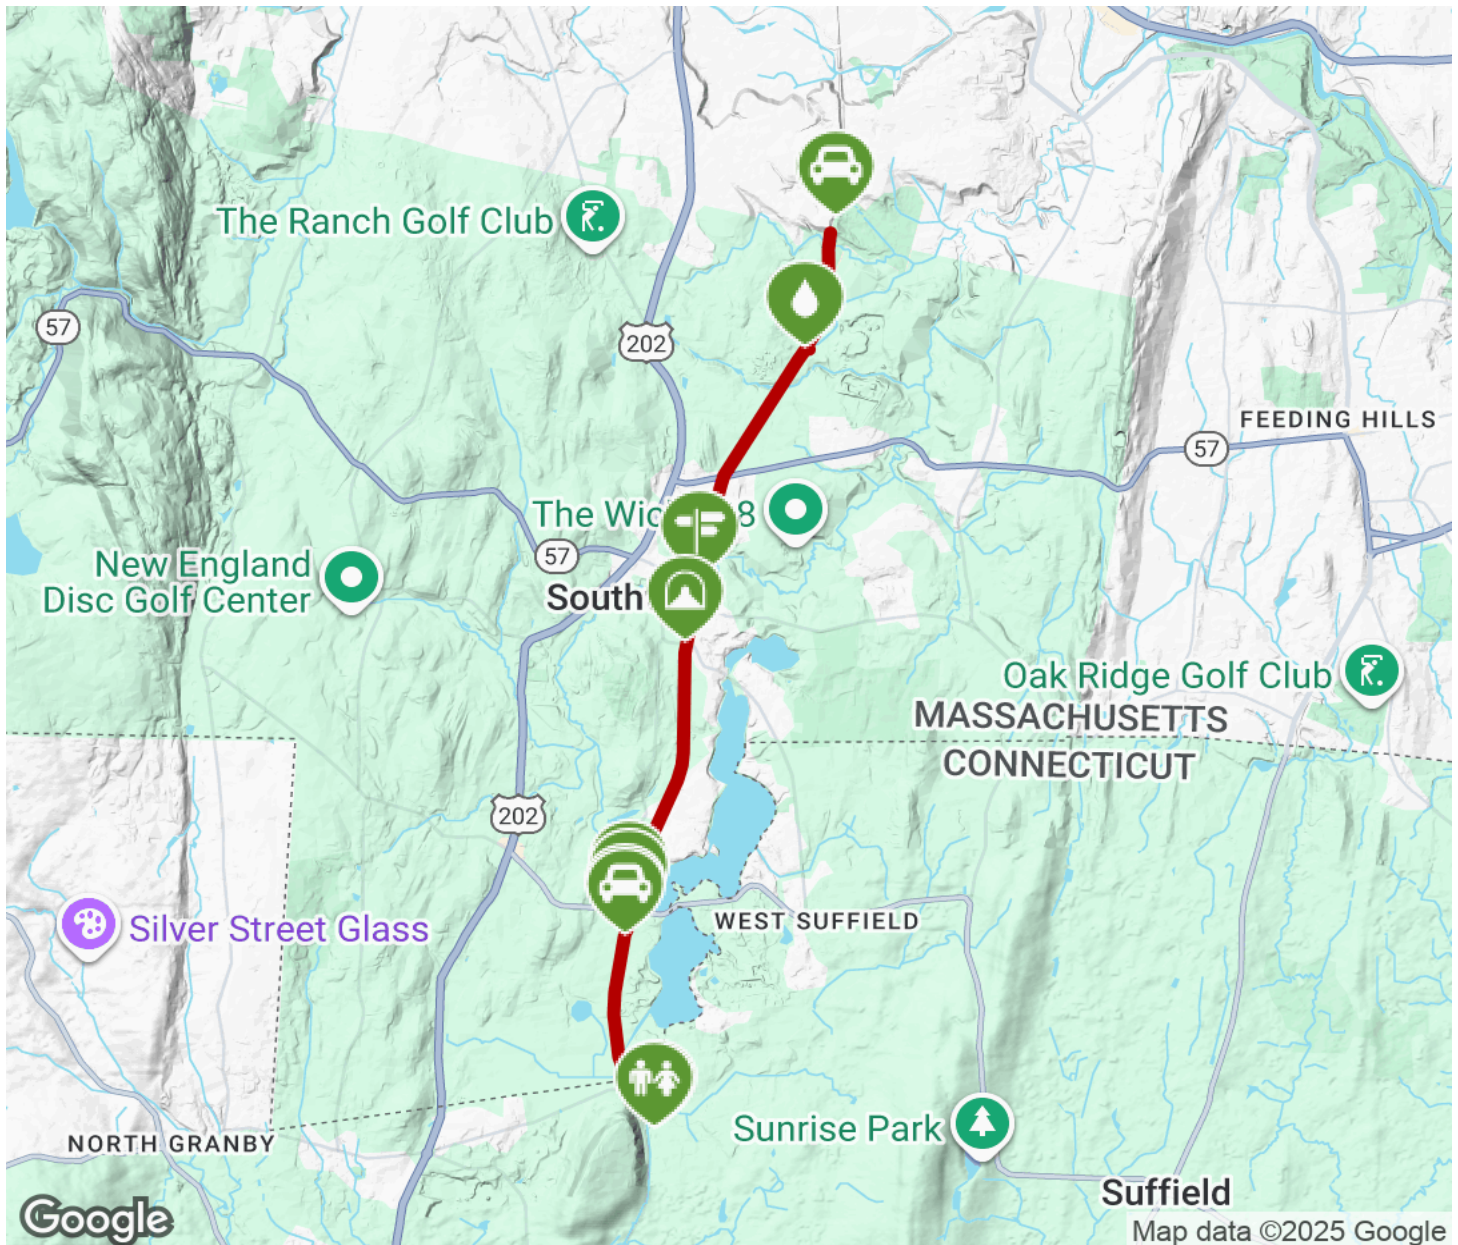 The Ranch Golf Club
57
202
FEEDING HILLS
57
The Wic 8
New England
Disc Golf Center
57
South
Oak Ridge Golf Club
MASSACHUSETTS
CONNECTICUT
202
WEST SUFFIELD
Silver Street Glass
Sunrise Park
NORTH GRANBY
Suffield
Google
Map data ©2025 Google